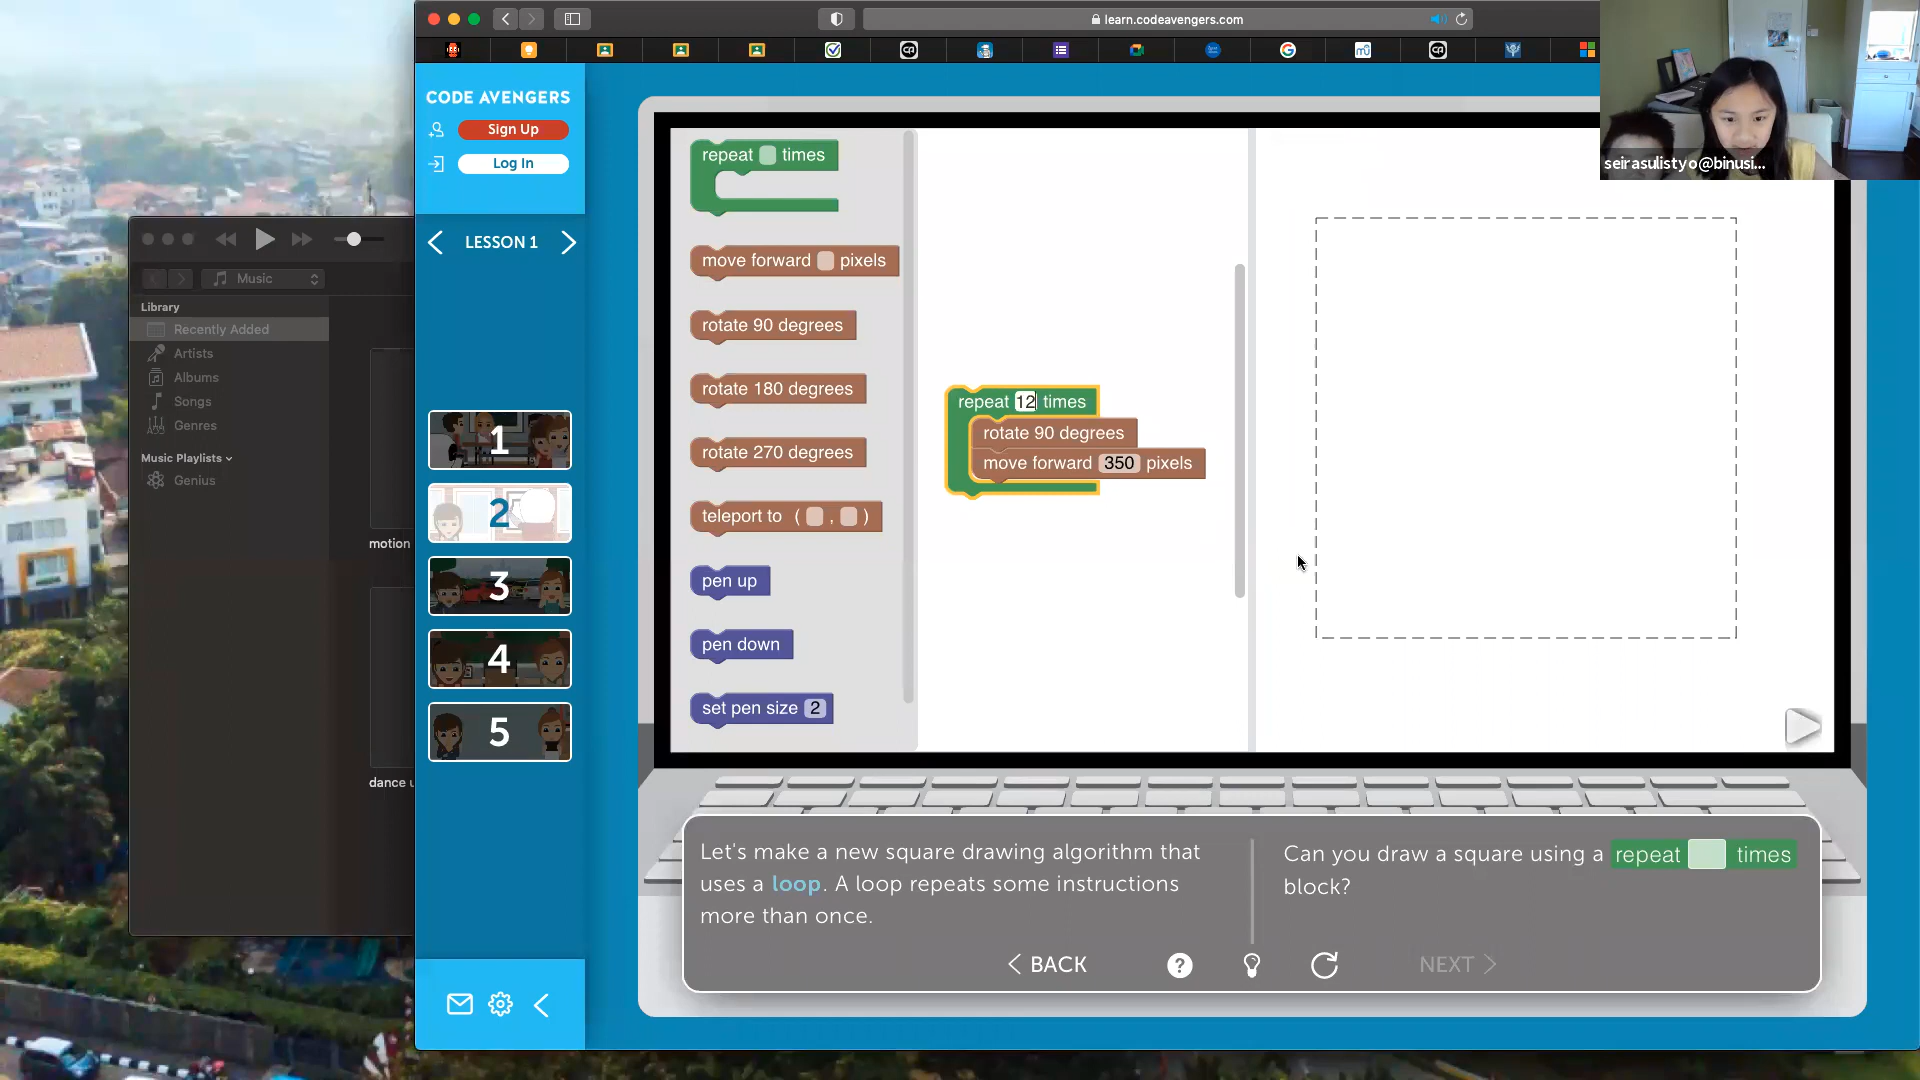 learn.codeavengers.com
CODE AVENGERS
Sign Up
Log In
LESSON 1
1
2
3
4
5
Music
Library
Recently Added
Artists
Albums
Songs
Genres
Music Playlists
Genius
motion
dance u
repeat times
move forward pixels
rotate 90 degrees
rotate 180 degrees
rotate 270 degrees
teleport to ( , )
pen up
pen down
set pen size 2
repeat 12 times
rotate 90 degrees
move forward 350 pixels
seirasulistyo@binusi...
Let's make a new square drawing algorithm that
uses a loop. A loop repeats some instructions
more than once.
Can you draw a square using a repeat times
block?
BACK
?
NEXT